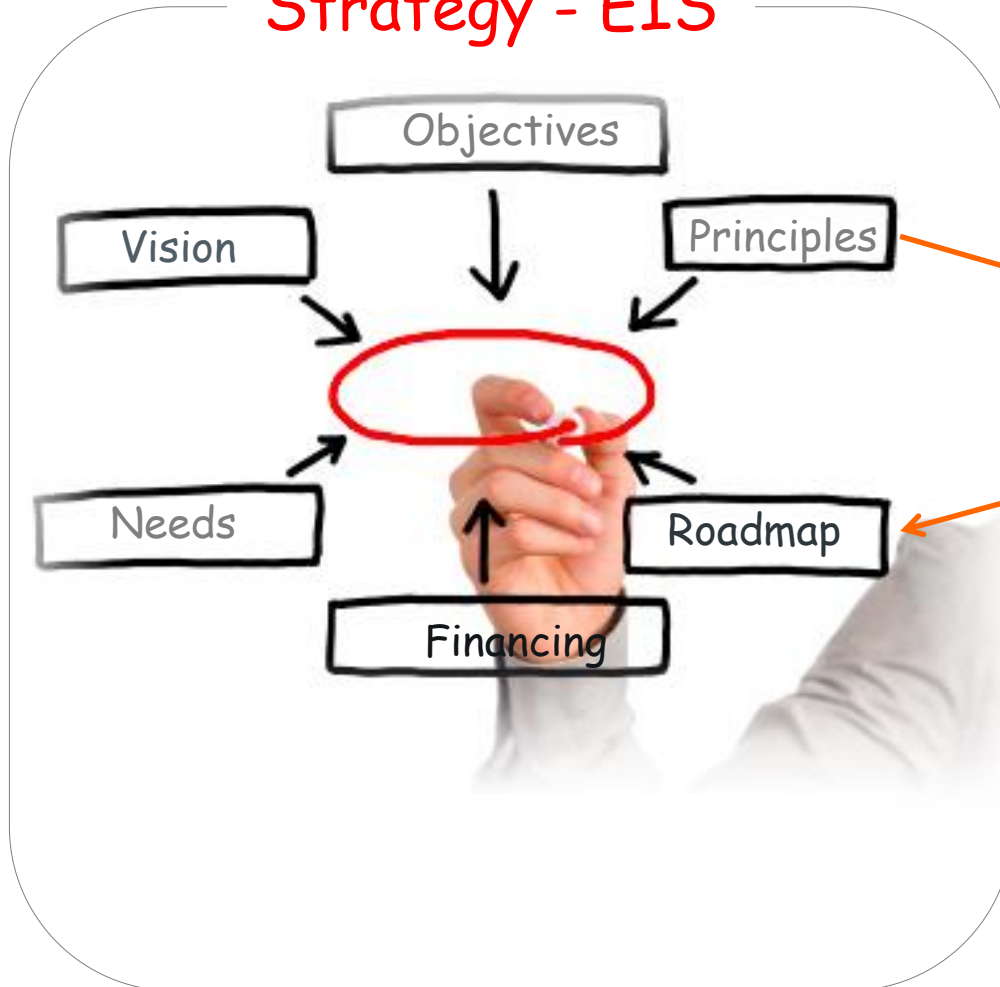 Strategy - EIS
Objectives
Vision
Principles
Needs
Roadmap
Financing